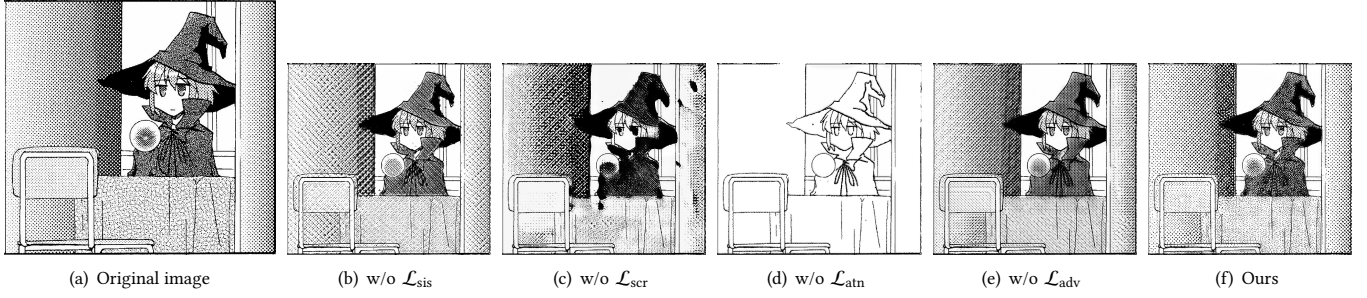 (a) Original image
(b) w/o ℒsis
(c) w/o ℒscr
(d) w/o ℒatn
(e) w/o ℒadv
(f) Ours